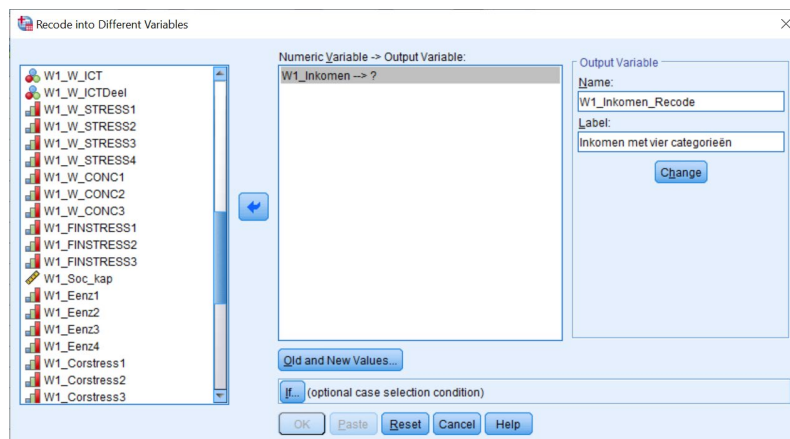 Recode into Different Variables
W1_W_ICT
W1_W_ICTDeel
W1_W_STRESS1
W1_W_STRESS2
W1_W_STRESS3
W1_W_STRESS4
W1_W_CONC1
W1_W_CONC2
W1_W_CONC3
W1_FINSTRESS1
W1_FINSTRESS2
W1_FINSTRESS3
W1_Soc_kap
W1_Eenz1
W1_Eenz2
W1_Eenz3
W1_Eenz4
W1_Corstress1
W1_Corstress2
W1_Corstress3
Numeric Variable -> Output Variable:
W1_Inkomen --> ?
Output Variable
Name:
W1_Inkomen_Recode
Label:
Inkomen met vier categorieën
Change
Old and New Values...
If... (optional case selection condition)
OK Paste Reset Cancel Help